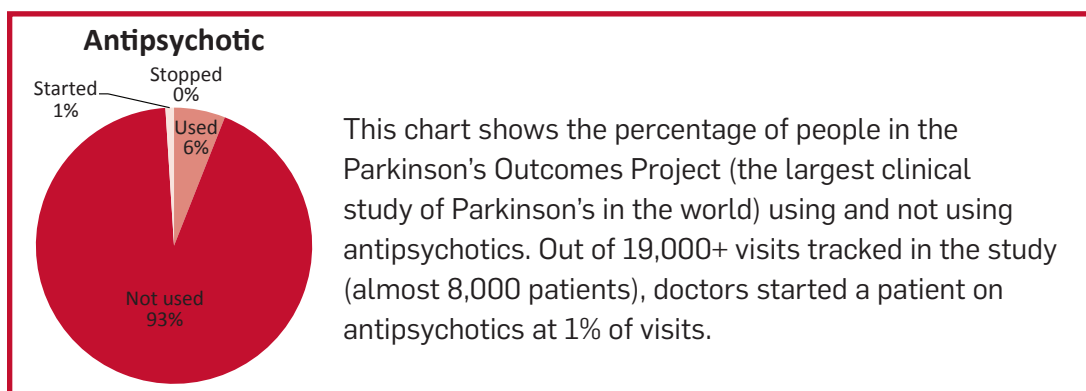 Antipsychotic
Stopped
0%
Started
1%
Used
6%
Not used
93%
This chart shows the percentage of people in the
Parkinson’s Outcomes Project (the largest clinical
study of Parkinson’s in the world) using and not using
antipsychotics. Out of 19,000+ visits tracked in the study
(almost 8,000 patients), doctors started a patient on
antipsychotics at 1% of visits.